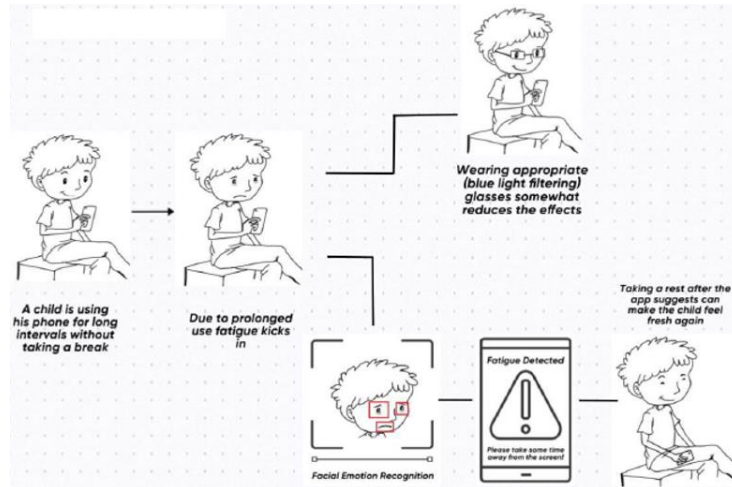 Wearing appropriate
(blue light filtering)
glasses somewhat
reduces the effects
A child is using
his phone for long
intervals without
taking a break
Due to prolonged
use fatigue kicks
in
Taking a rest after the
app suggests can
make the child feel
fresh again
Fatigue Detected
Please take some time
away from the screen!
Facial Emotion Recognition